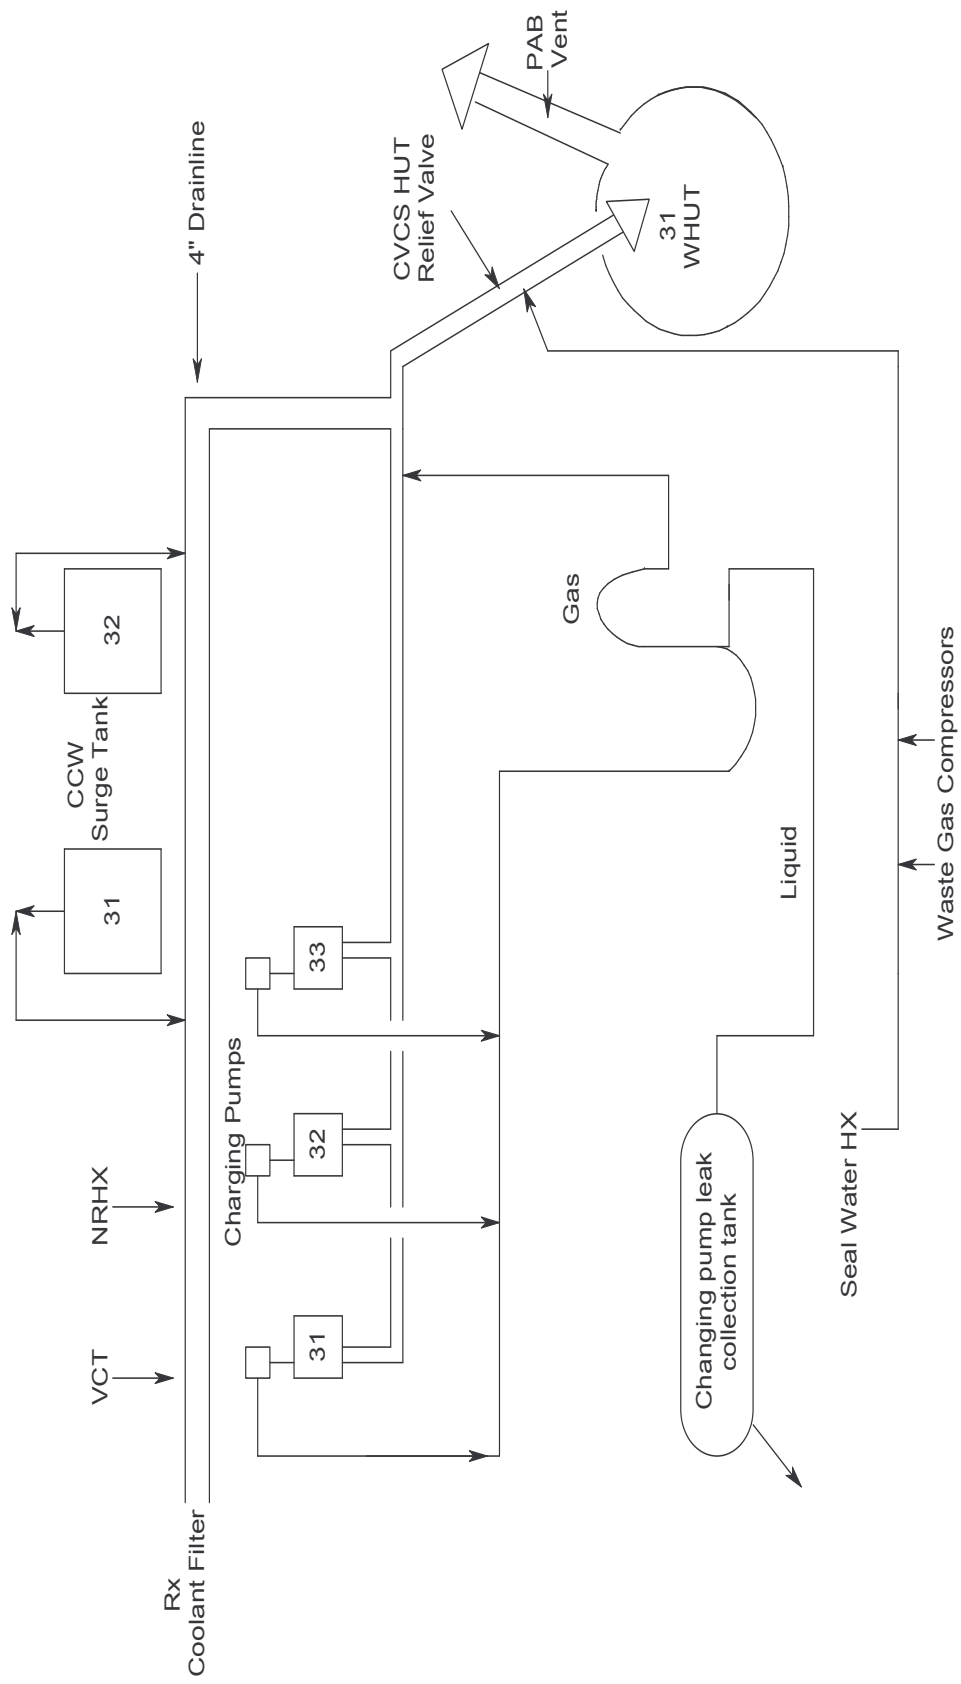 Rx
Coolant Filter
VCT
NRHX
31
CCW
Surge Tank
32
4" Drainline
Charging Pumps
31
32
33
CVCS HUT
Relief Valve
PAB
Vent
31
WHUT
Gas
Liquid
Changing pump leak
collection tank
Seal Water HX
Waste Gas Compressors